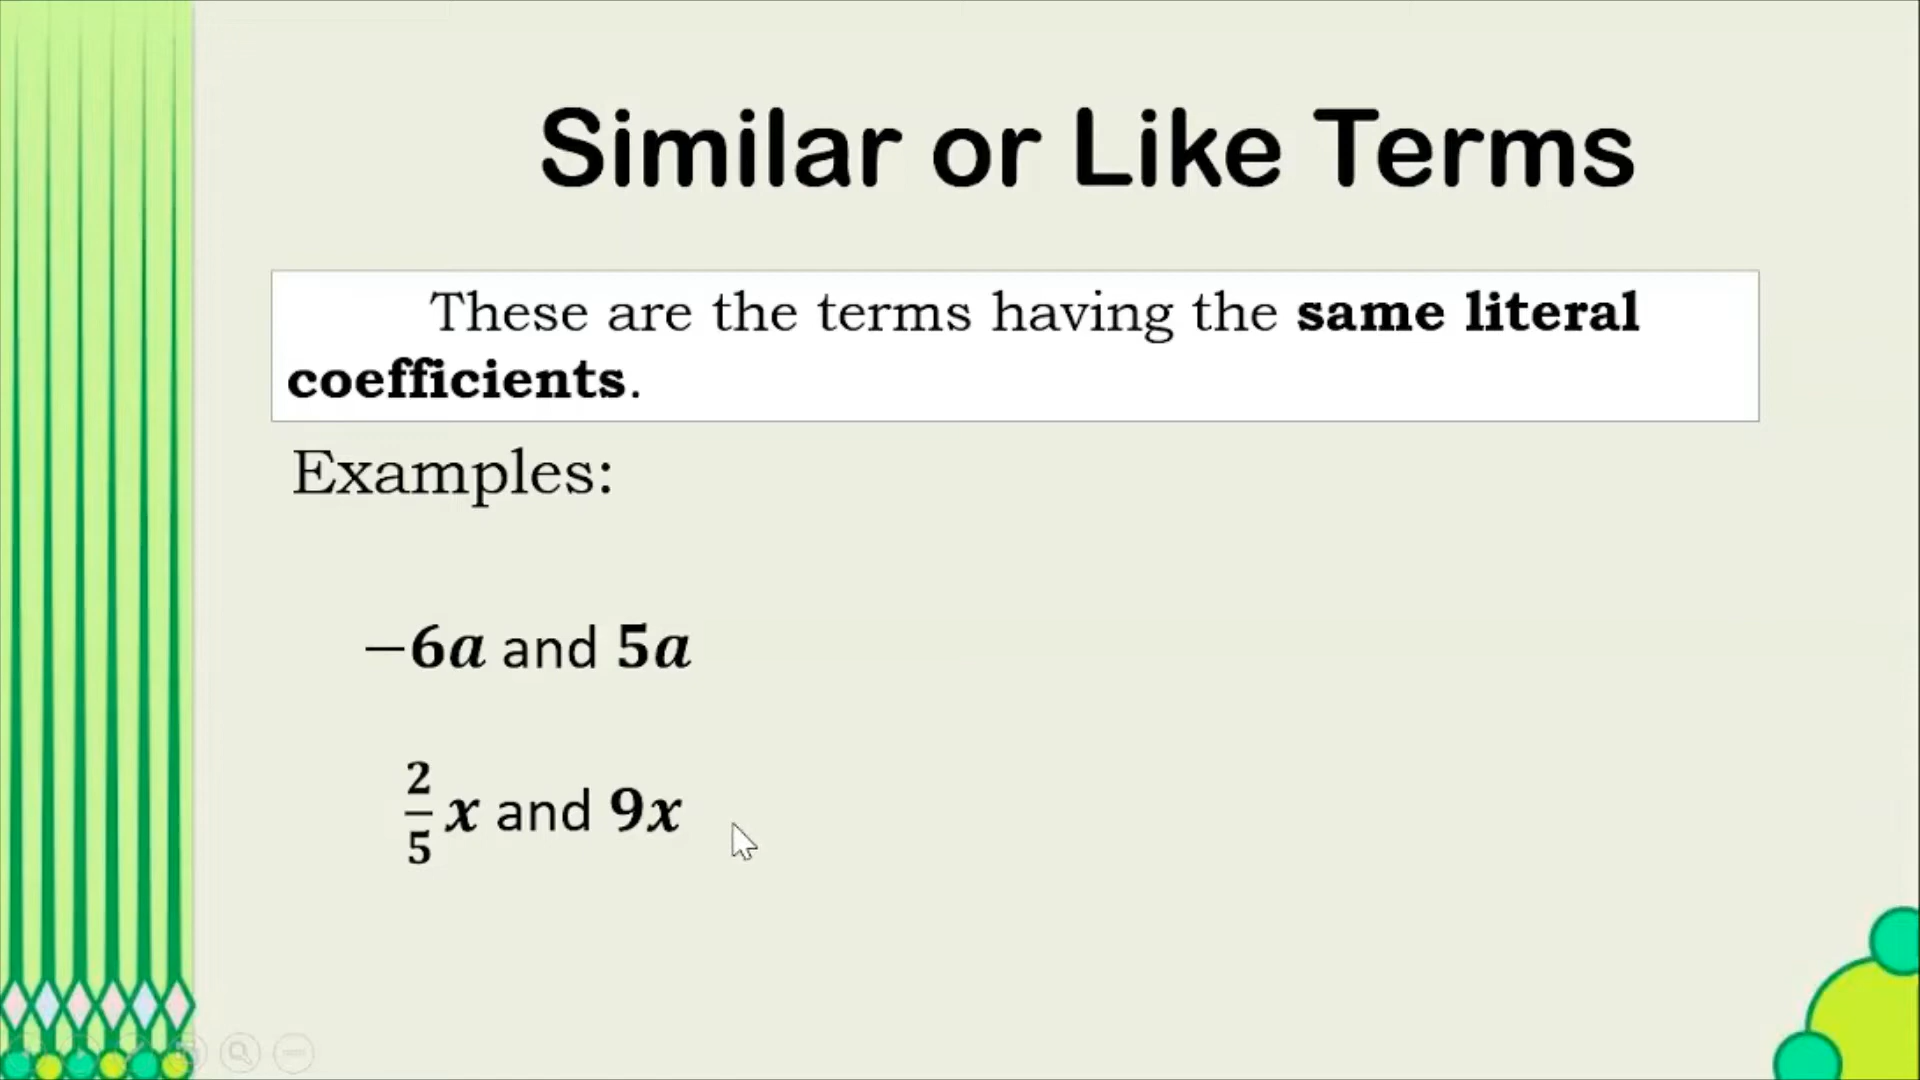 Similar or Like Terms
These are the terms having the same literal
coefficients.
Examples:
−6a and 5a
2/5 x and 9x